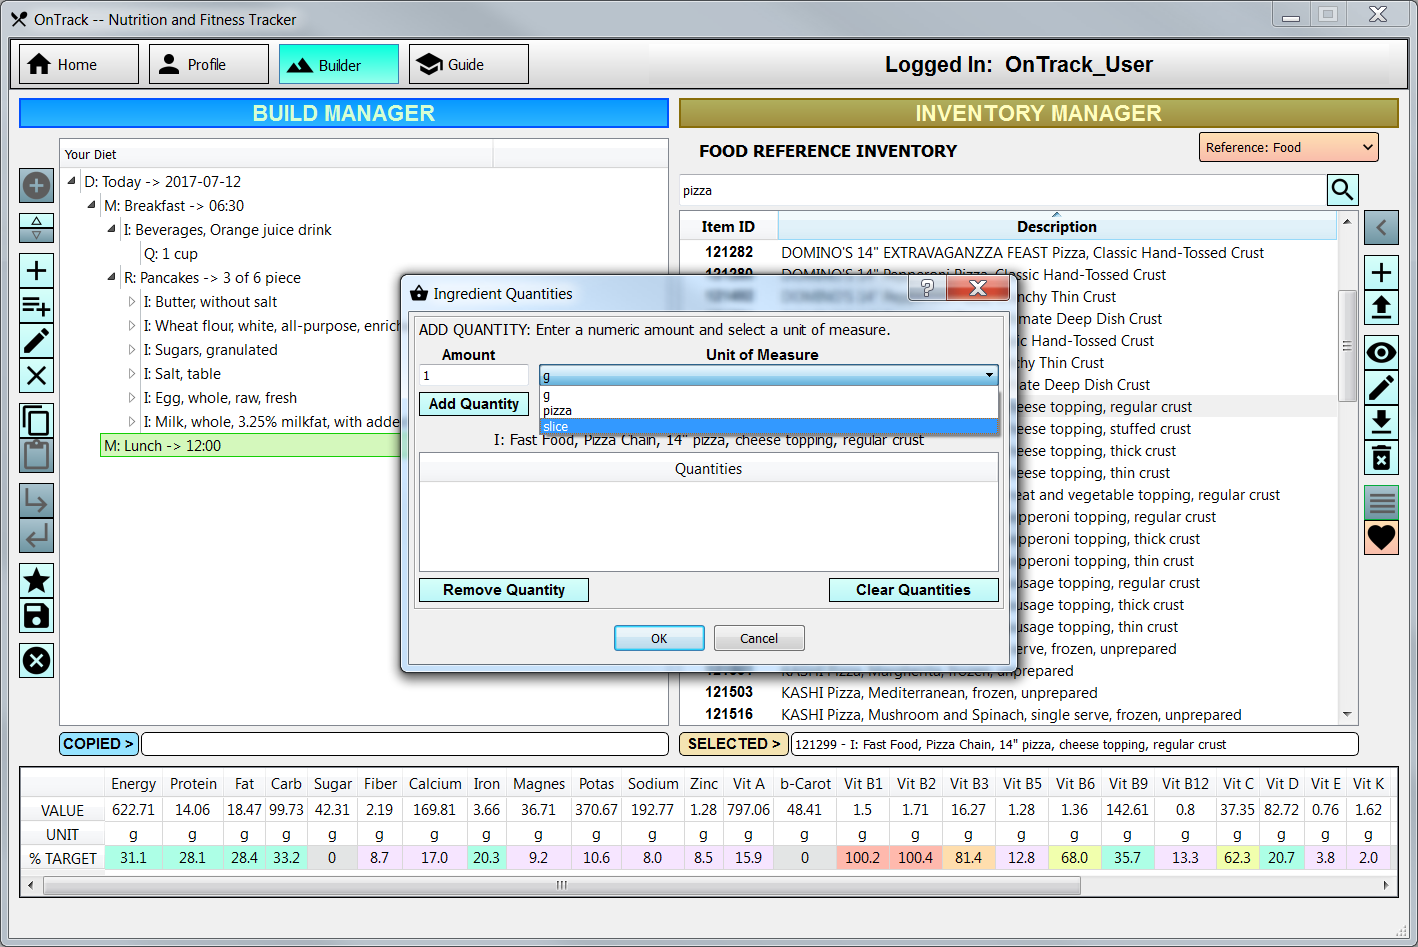 OnTrack -- Nutrition and Fitness Tracker
Home
Profile
Builder
Guide
Logged In: OnTrack_User
BUILD MANAGER
Your Diet
D: Today -> 2017-07-12
M: Breakfast -> 06:30
I: Beverages, Orange juice drink
Q: 1 cup
R: Pancakes -> 3 of 6 piece
I: Butter, without salt
I: Wheat flour, white, all-purpose, enrich
I: Sugars, granulated
I: Salt, table
I: Egg, whole, raw, fresh
I: Milk, whole, 3.25% milkfat, with adde
M: Lunch -> 12:00
COPIED >
INVENTORY MANAGER
FOOD REFERENCE INVENTORY
Reference: Food
pizza
Item ID Description
121282 DOMINO'S 14" EXTRAVAGANZZA FEAST Pizza, Classic Hand-Tossed Crust
121280 DOMINO'S 14" Pepperoni Pizza, Classic Hand-Tossed Crust
nchy Thin Crust
mate Deep Dish Crust
ic Hand-Tossed Crust
hy Thin Crust
ate Deep Dish Crust
eese topping, regular crust
eese topping, stuffed crust
eese topping, thick crust
eese topping, thin crust
eat and vegetable topping, regular crust
pperoni topping, regular crust
pperoni topping, thick crust
pperoni topping, thin crust
usage topping, regular crust
usage topping, thick crust
usage topping, thin crust
erve, frozen, unprepared
KASHI Pizza, Margherita, frozen, unprepared
121503 KASHI Pizza, Mediterranean, frozen, unprepared
121516 KASHI Pizza, Mushroom and Spinach, single serve, frozen, unprepared
SELECTED >
121299 - I: Fast Food, Pizza Chain, 14" pizza, cheese topping, regular crust
Ingredient Quantities
ADD QUANTITY: Enter a numeric amount and select a unit of measure.
Amount Unit of Measure
1 g
g
Add Quantity
pizza
slice
I: Fast Food, Pizza Chain, 14" pizza, cheese topping, regular crust
Quantities
Remove Quantity
Clear Quantities
OK
Cancel
Energy Protein Fat Carb Sugar Fiber Calcium Iron Magnes Potas Sodium Zinc Vit A b-Carot Vit B1 Vit B2 Vit B3 Vit B5 Vit B6 Vit B9 Vit B12 Vit C Vit D Vit E Vit K
VALUE 622.71 14.06 18.47 99.73 42.31 2.19 169.81 3.66 36.71 370.67 192.77 1.28 797.06 48.41 1.5 1.71 16.27 1.28 1.36 142.61 0.8 37.35 82.72 0.76 1.62
UNIT g g g g g g g g g g g g g g g g g g g g g g g g g
% TARGET 31.1 28.1 28.4 33.2 0 8.7 17.0 20.3 9.2 10.6 8.0 8.5 15.9 0 100.2 100.4 81.4 12.8 68.0 35.7 13.3 62.3 20.7 3.8 2.0